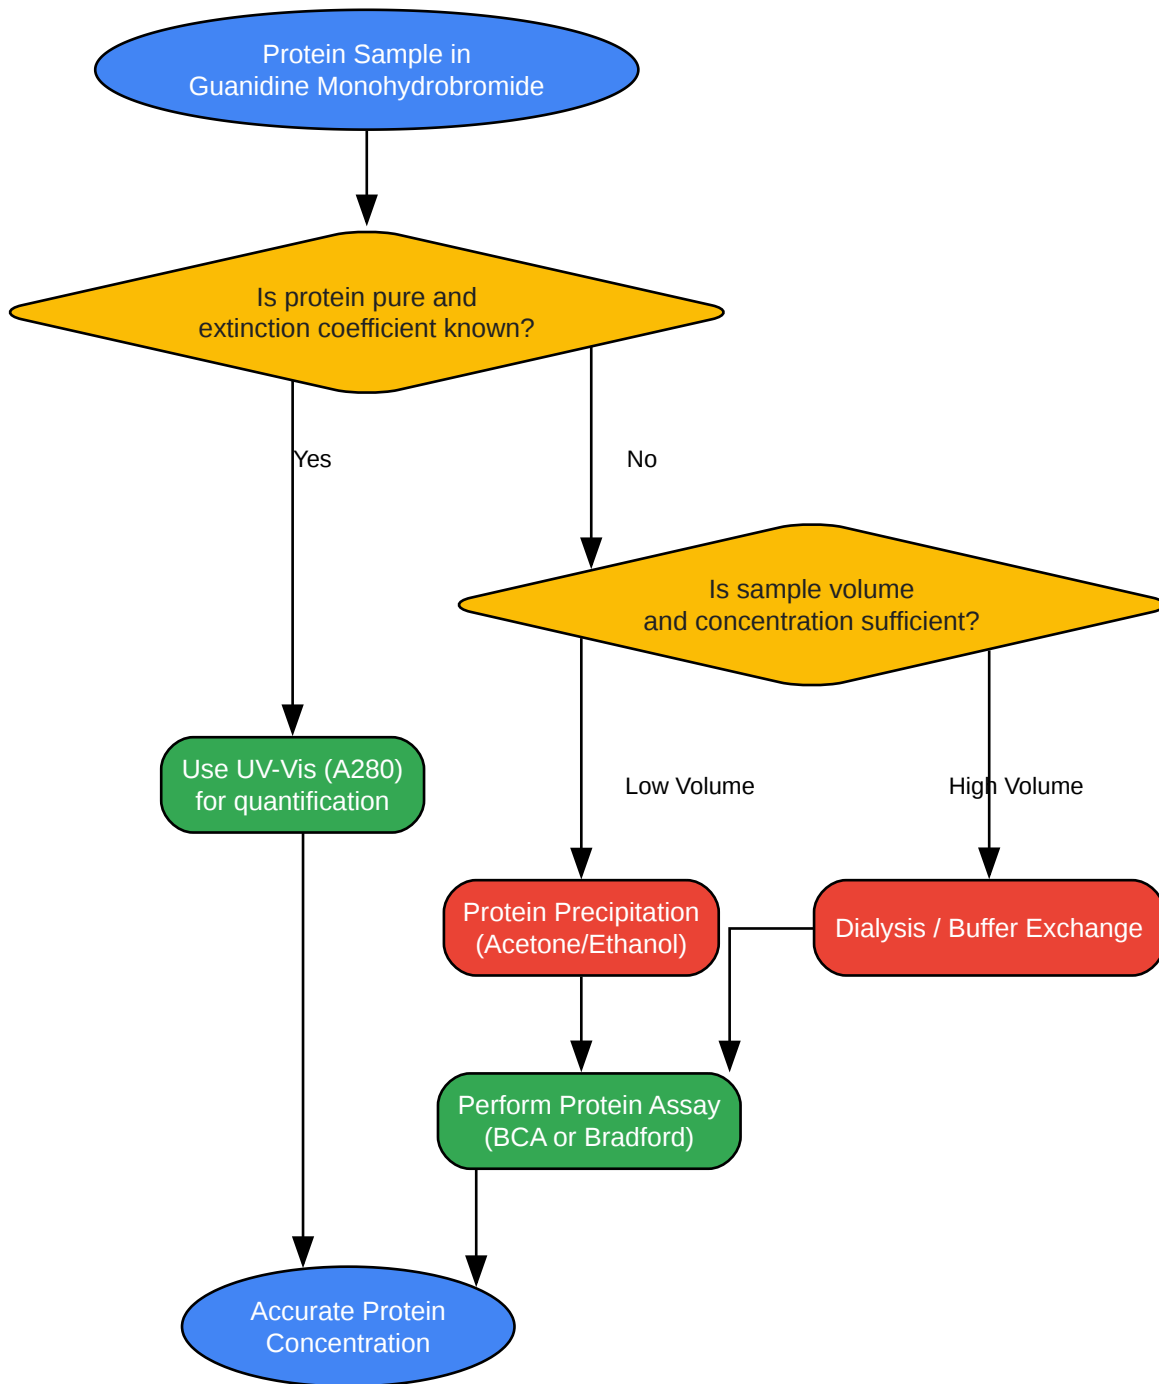 Protein Sample in
Guanidine Monohydrobromide
Is protein pure and
extinction coefficient known?
Yes
No
Is sample volume
and concentration sufficient?
Use UV-Vis (A280)
for quantification
Low Volume
High Volume
Protein Precipitation
(Acetone/Ethanol)
Dialysis / Buffer Exchange
Perform Protein Assay
(BCA or Bradford)
Accurate Protein
Concentration